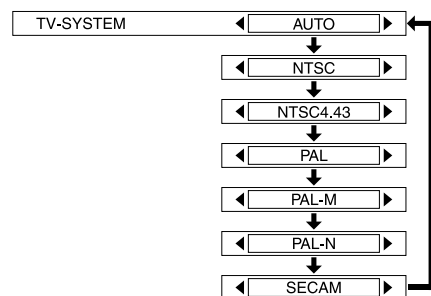 TV-SYSTEM AUTO
NTSC
NTSC4.43
PAL
PAL-M
PAL-N
SECAM